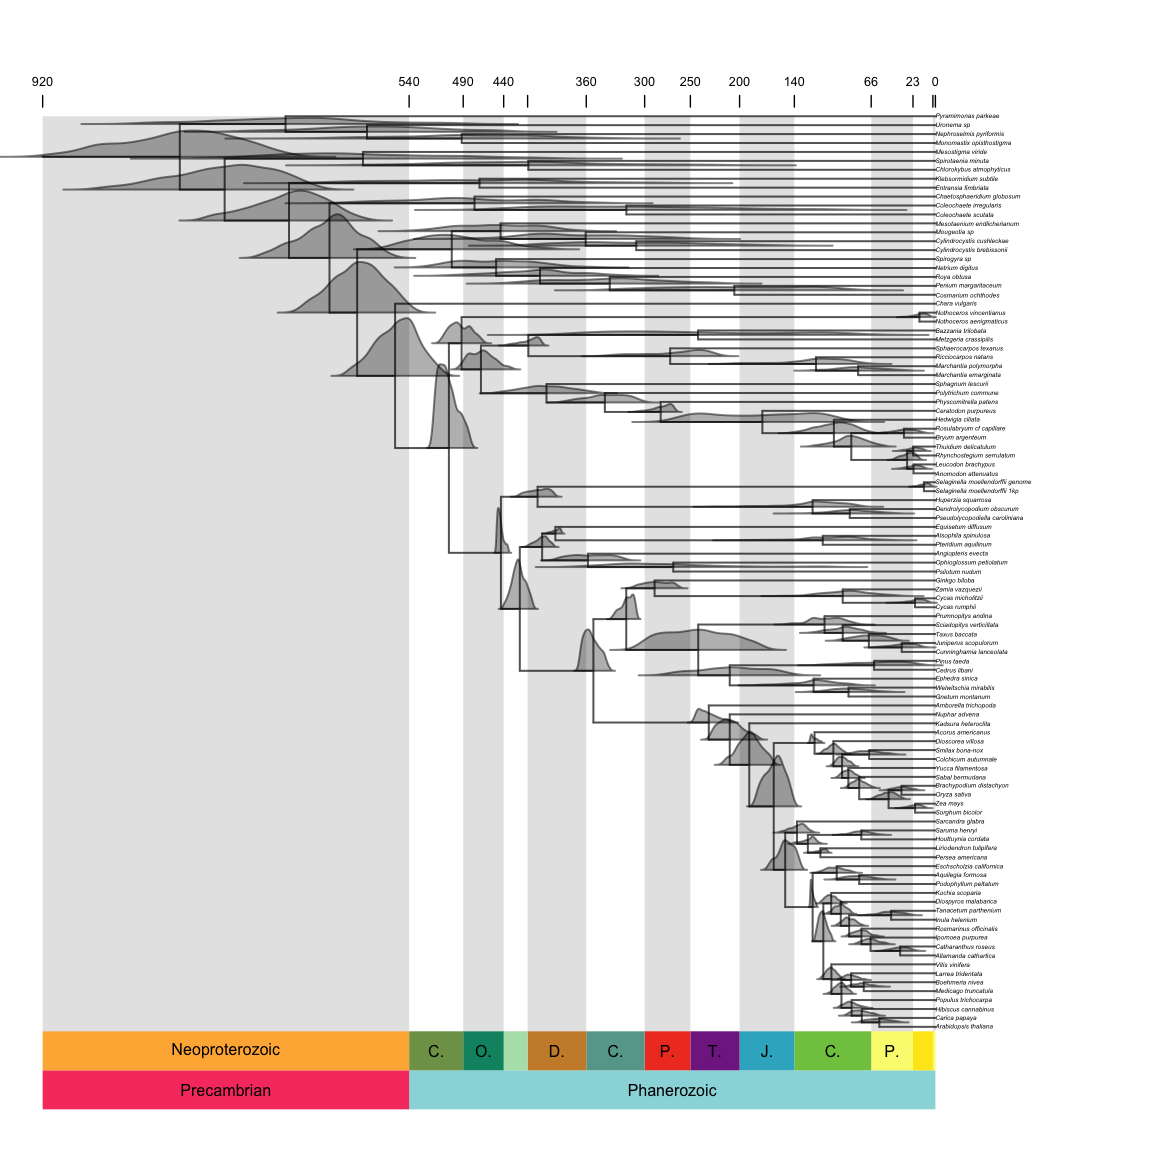 920 540 490 440 360 300 250 200 140 66 23 0
Pyramimonas parkeae
Uronema sp
Nephroselmis pyriformis
Monomastix opisthostigma
Mesostigma viride
Spirotaenia minuta
Chlorokybus atmophyticus
Klebsormidium subtile
Entransia fimbriata
Chaetosphaeridium globosum
Coleochaete irregularis
Coleochaete scutata
Mesotaenium endlicherianum
Mougeotia sp
Cylindrocystis cushleckae
Cylindrocystis brebissonii
Spirogyra sp
Netrium digitus
Roya obtusa
Penium margaritaceum
Cosmarium ochthodes
Chara vulgaris
Nothoceros vincentianus
Nothoceros aenigmaticus
Bazzania trilobata
Metzgeria crassipilis
Sphaerocarpos texanus
Ricciocarpos natans
Marchantia polymorpha
Marchantia emarginata
Sphagnum lescurii
Polytrichum commune
Physcomitrella patens
Ceratodon purpureus
Hedwigia ciliata
Rosulabryum cf capillare
Bryum argenteum
Thuidium delicatulum
Rhynchostegium serrulatum
Leucodon brachypus
Anomodon attenuatus
Selaginella moellendorffii genome
Selaginella moellendorffii 1kp
Huperzia squarrosa
Dendrolycopodium obscurum
Pseudolycopodiella caroliniana
Equisetum diffusum
Alsophila spinulosa
Pteridium aquilinum
Angiopteris evecta
Ophioglossum petiolatum
Psilotum nudum
Ginkgo biloba
Zamia vazquezii
Cycas micholitzii
Cycas rumphii
Prumnopitys andina
Sciadopitys verticillata
Taxus baccata
Juniperus scopulorum
Cunninghamia lanceolata
Pinus taeda
Cedrus libani
Ephedra sinica
Welwitschia mirabilis
Gnetum montanum
Amborella trichopoda
Nuphar advena
Kadsura heteroclita
Acorus americanus
Dioscorea villosa
Smilax bona-nox
Colchicum autumnale
Yucca filamentosa
Sabal bermudana
Brachypodium distachyon
Oryza sativa
Zea mays
Sorghum bicolor
Sarcandra glabra
Saruma henryi
Houttuynia cordata
Liriodendron tulipifera
Persea americana
Eschscholzia californica
Aquilegia formosa
Podophyllum peltatum
Kochia scoparia
Diospyros malabarica
Tanacetum parthenium
Inula helenium
Rosmarinus officinalis
Ipomoea purpurea
Catharanthus roseus
Allamanda cathartica
Vitis vinifera
Larrea tridentata
Boehmeria nivea
Medicago truncatula
Populus trichocarpa
Hibiscus cannabinus
Carica papaya
Arabidopsis thaliana
Neoproterozoic C. O. D. C. P. T. J. C. P.
Precambrian Phanerozoic